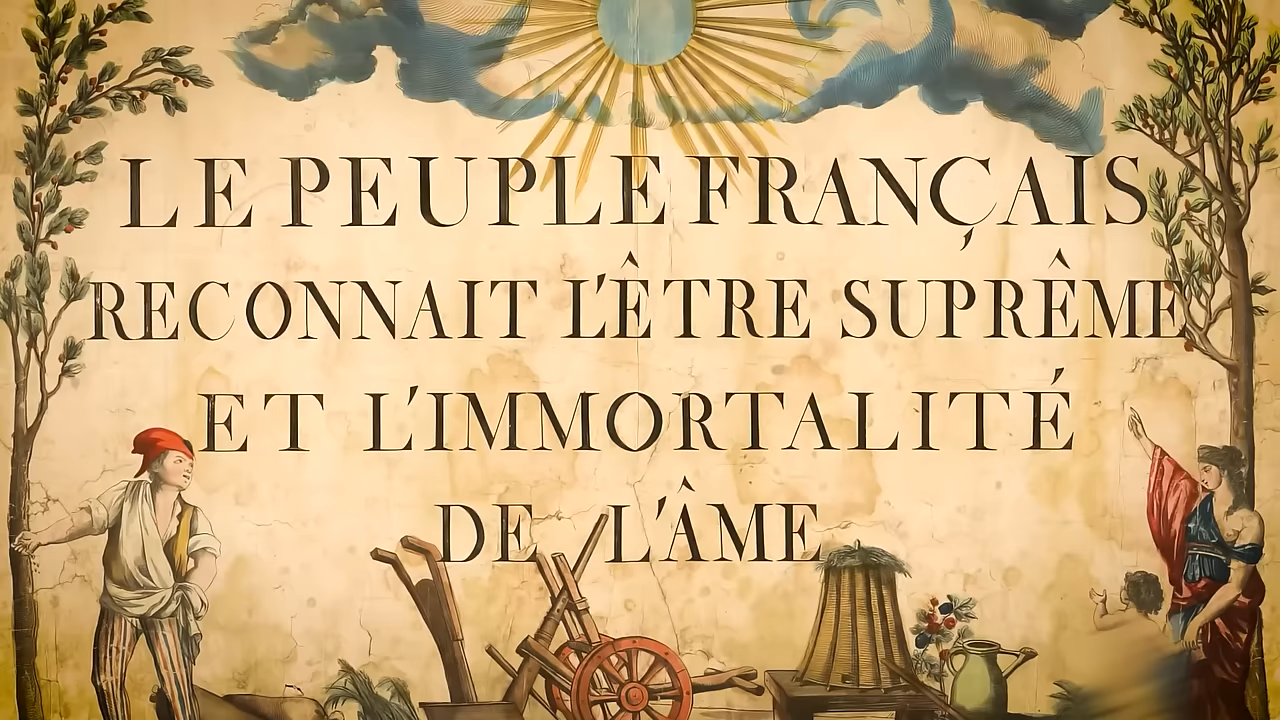 LE PEUPLE FRANÇAIS
RECONNAIT L'ÊTRE SUPRÊME
ET L'IMMORTALITÉ
DE L'ÂME